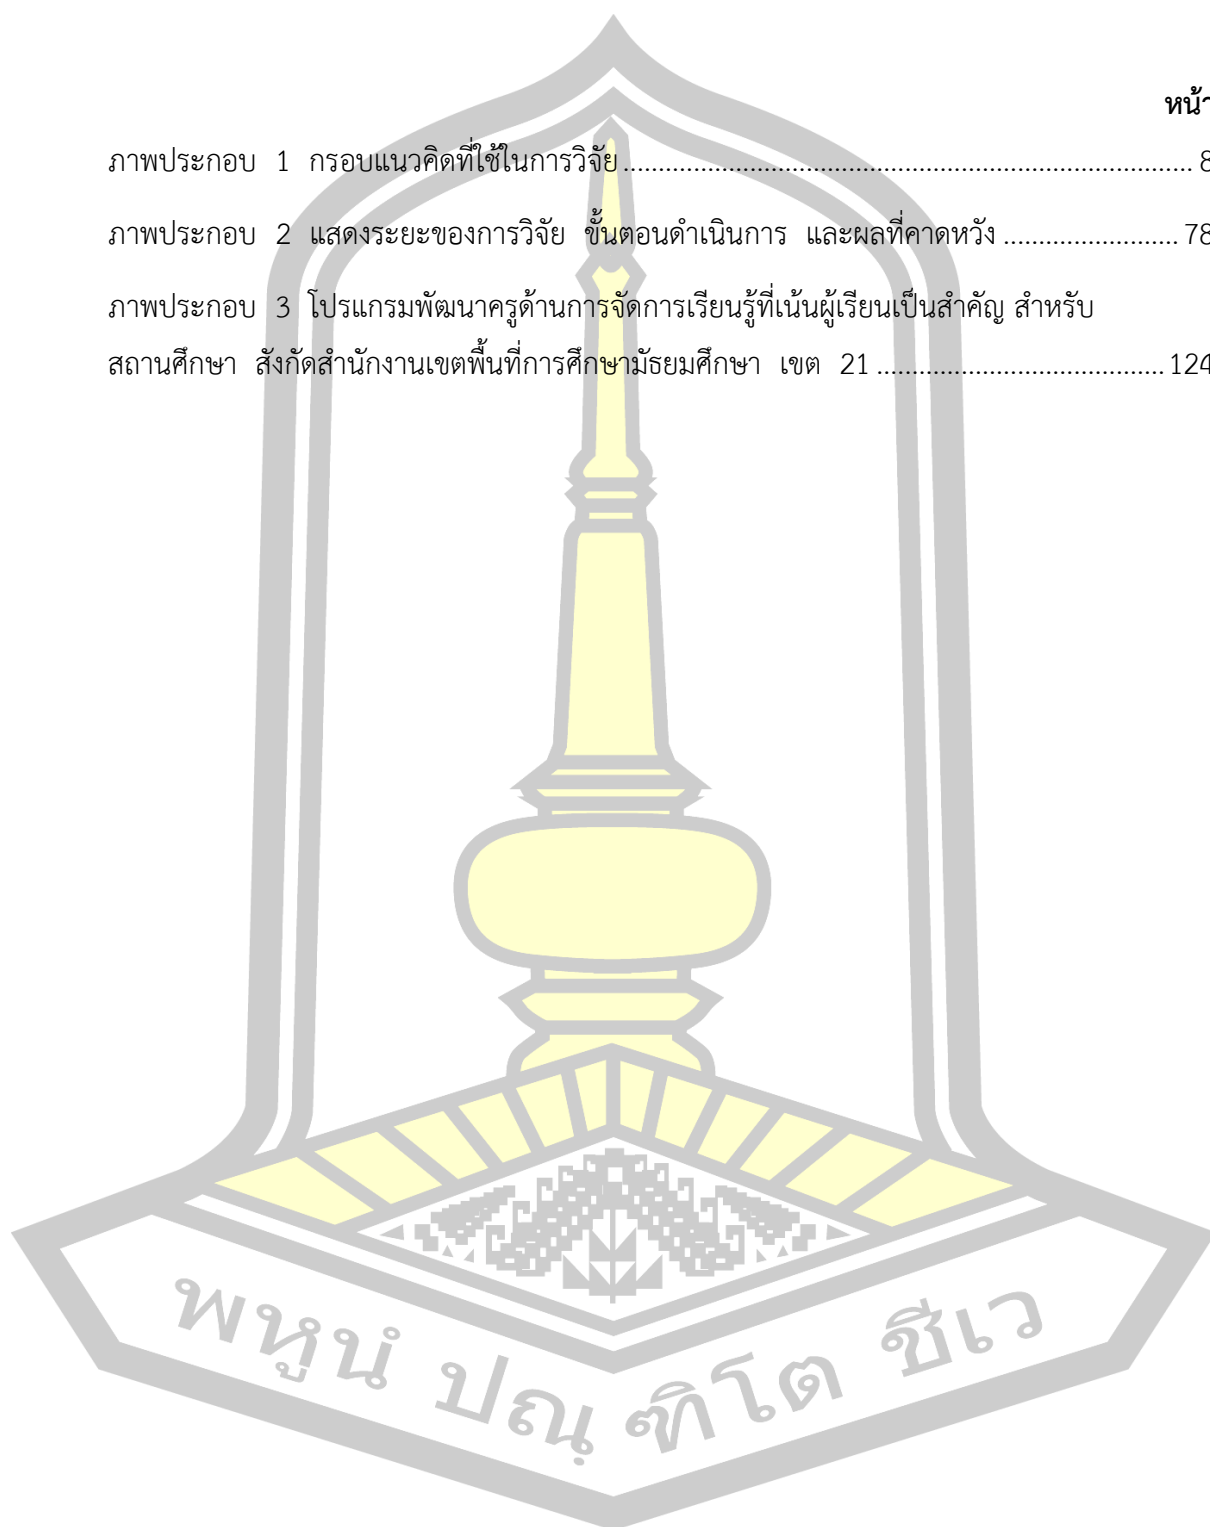 หน้า
ภาพประกอบ 1 กรอบแนวคิดที่ใช้ในการวิจัย ................................................................................. 8
ภาพประกอบ 2 แสดงระยะของการวิจัย ขั้นตอนดำเนินการ และผลที่คาดหวัง ......................... 78
ภาพประกอบ 3 โปรแกรมพัฒนาครูด้านการจัดการเรียนรู้ที่เน้นผู้เรียนเป็นสำคัญ สำหรับ
สถานศึกษา สังกัดสำนักงานเขตพื้นที่การศึกษามัธยมศึกษา เขต 21 ......................................... 124
พหูนํ ปณฺฑิโต ชีเว